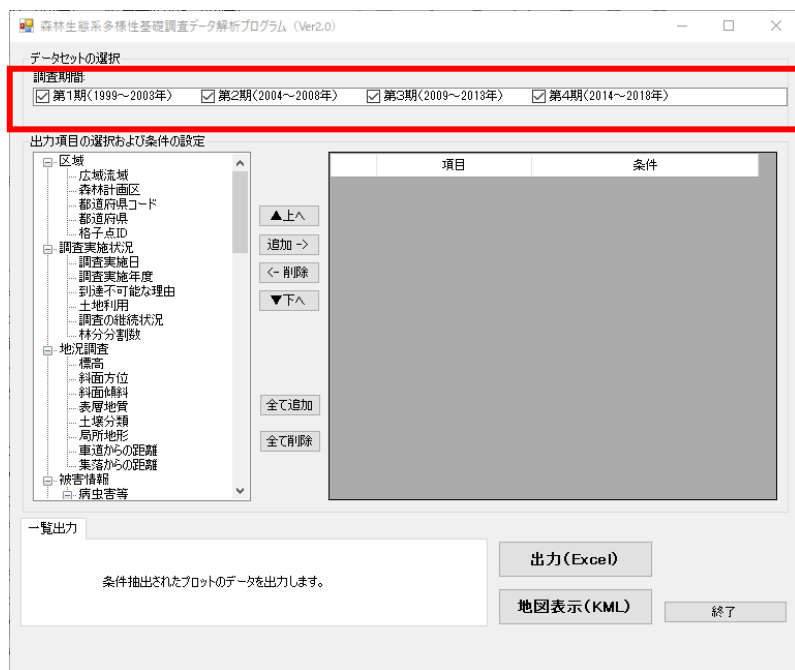 森林生態系多様性基礎調査データ解析プログラム (Ver2.0)
データセットの選択
調査期間:
第1期(1999～2003年) 第2期(2004～2008年) 第3期(2009～2013年) 第4期(2014～2018年)
出力項目の選択および条件の設定
区域
広域流域
森林計画区
都道府県コード
都道府県
格子点ID
調査実施状況
調査実施日
調査実施年度
到達不可能な理由
土地利用
調査の継続状況
林分分割数
地況調査
標高
斜面方位
斜面傾斜
表層地質
土壌分類
局所地形
車道からの距離
集落からの距離
被害情報
病虫害等
▲上へ
追加 ->
<- 削除
▼下へ
全て追加
全て削除
項目 条件
一覧出力
条件抽出されたプロットのデータを出力します。
出力(Excel)
地図表示(KML)
終了